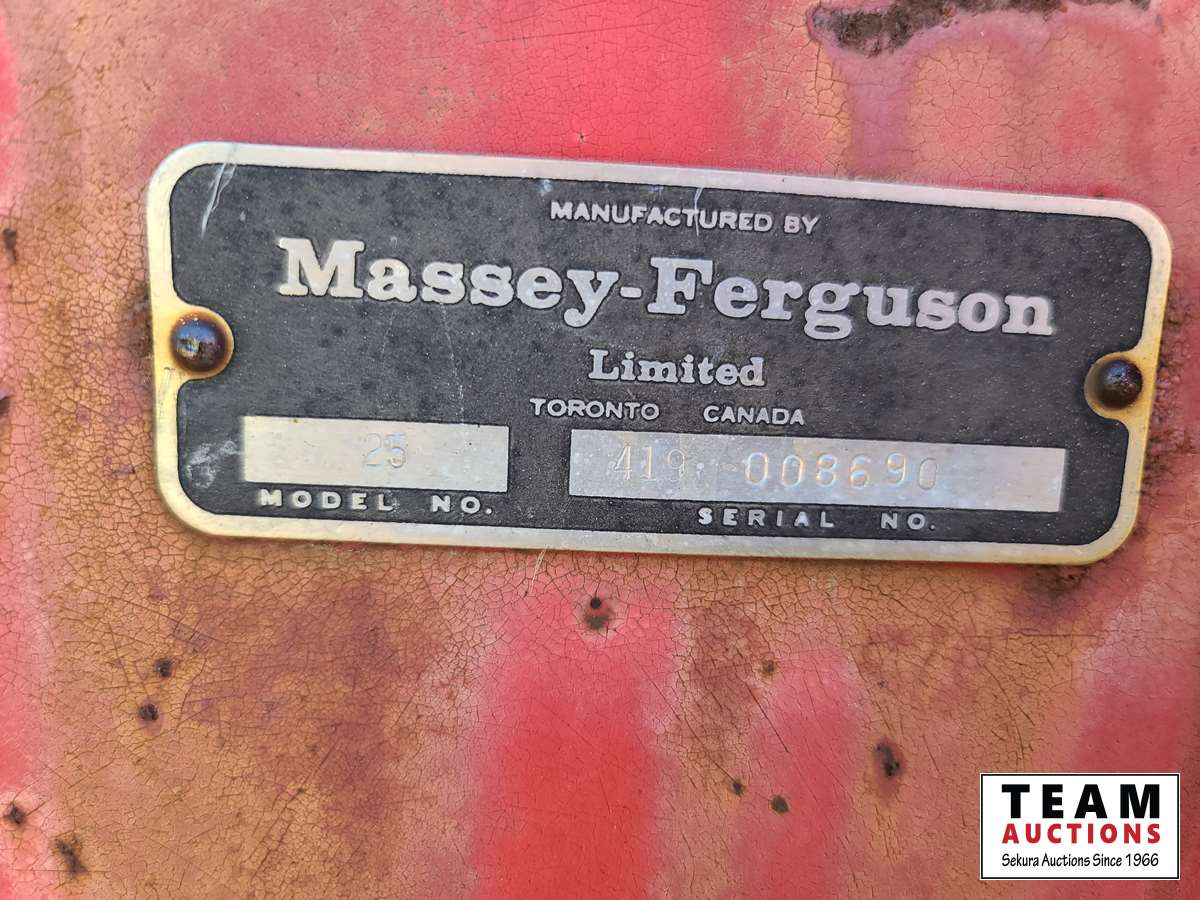 MANUFACTURED BY
Massey-Ferguson
Limited
TORONTO CANADA
25 419 008690
MODEL NO. SERIAL NO.
TEAM
AUCTIONS
Sekura Auctions Since 1966